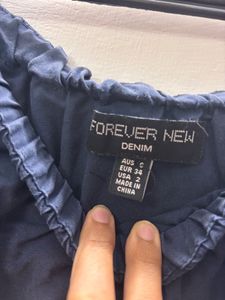 FOREVER NEW
DENIM
AUS 6
EUR 34
USA 2
MADE IN
CHINA